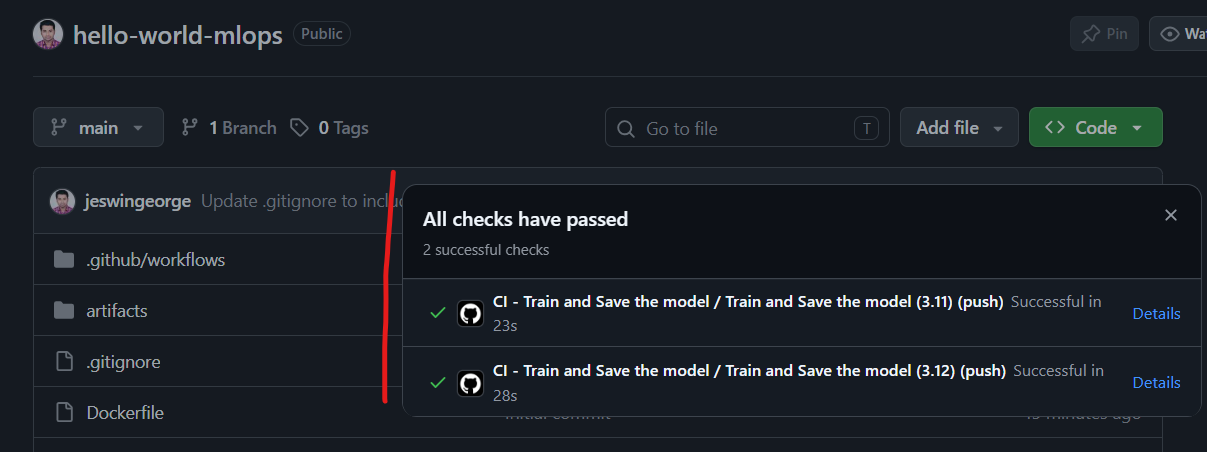 hello-world-mlops Public
Pin
main 1 Branch 0 Tags
Go to file T
Add file
Code
jeswingeorge Update .gitignore to
.github/workflows
artifacts
.gitignore
Dockerfile
All checks have passed
2 successful checks
CI - Train and Save the model / Train and Save the model (3.11) (push) Successful in
23s
Details
CI - Train and Save the model / Train and Save the model (3.12) (push) Successful in
28s
Details